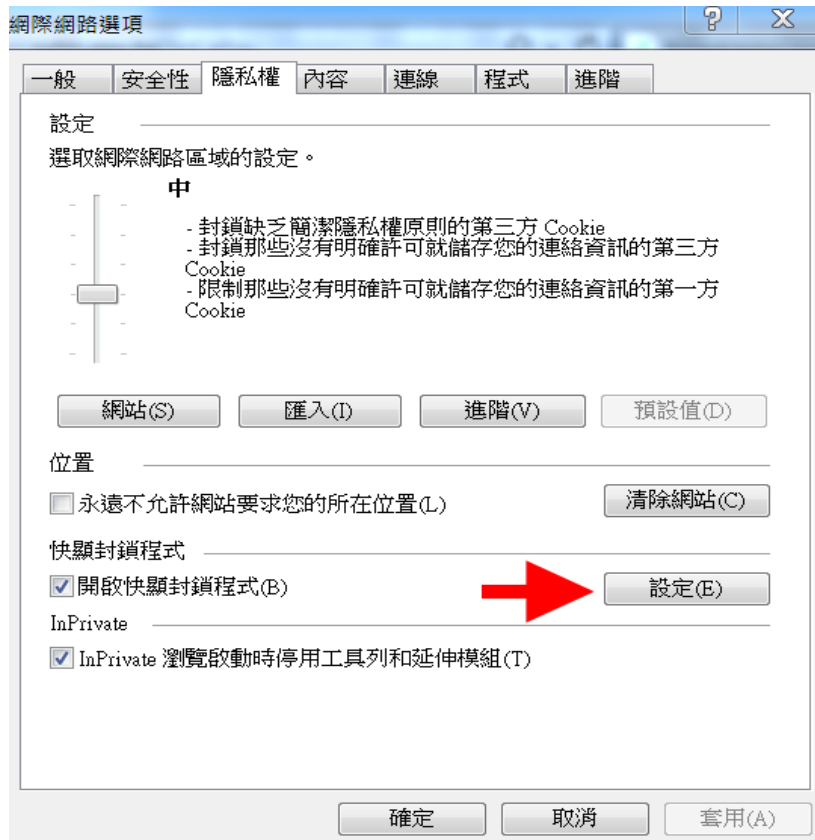 網際網路選項
一般 安全性 隱私權 內容 連線 程式 進階
設定
選取網際網路區域的設定。
中
- 封鎖缺乏簡潔隱私權原則的第三方 Cookie
- 封鎖那些沒有明確許可就儲存您的連絡資訊的第三方
Cookie
- 限制那些沒有明確許可就儲存您的連絡資訊的第一方
Cookie
網站(S) 匯入(I) 進階(V) 預設值(D)
位置
永遠不允許網站要求您的所在位置(L) 清除網站(C)
快顯封鎖程式
開啟快顯封鎖程式(B) 設定(E)
InPrivate
InPrivate 瀏覽啟動時停用工具列和延伸模組(T)
確定 取消 套用(A)